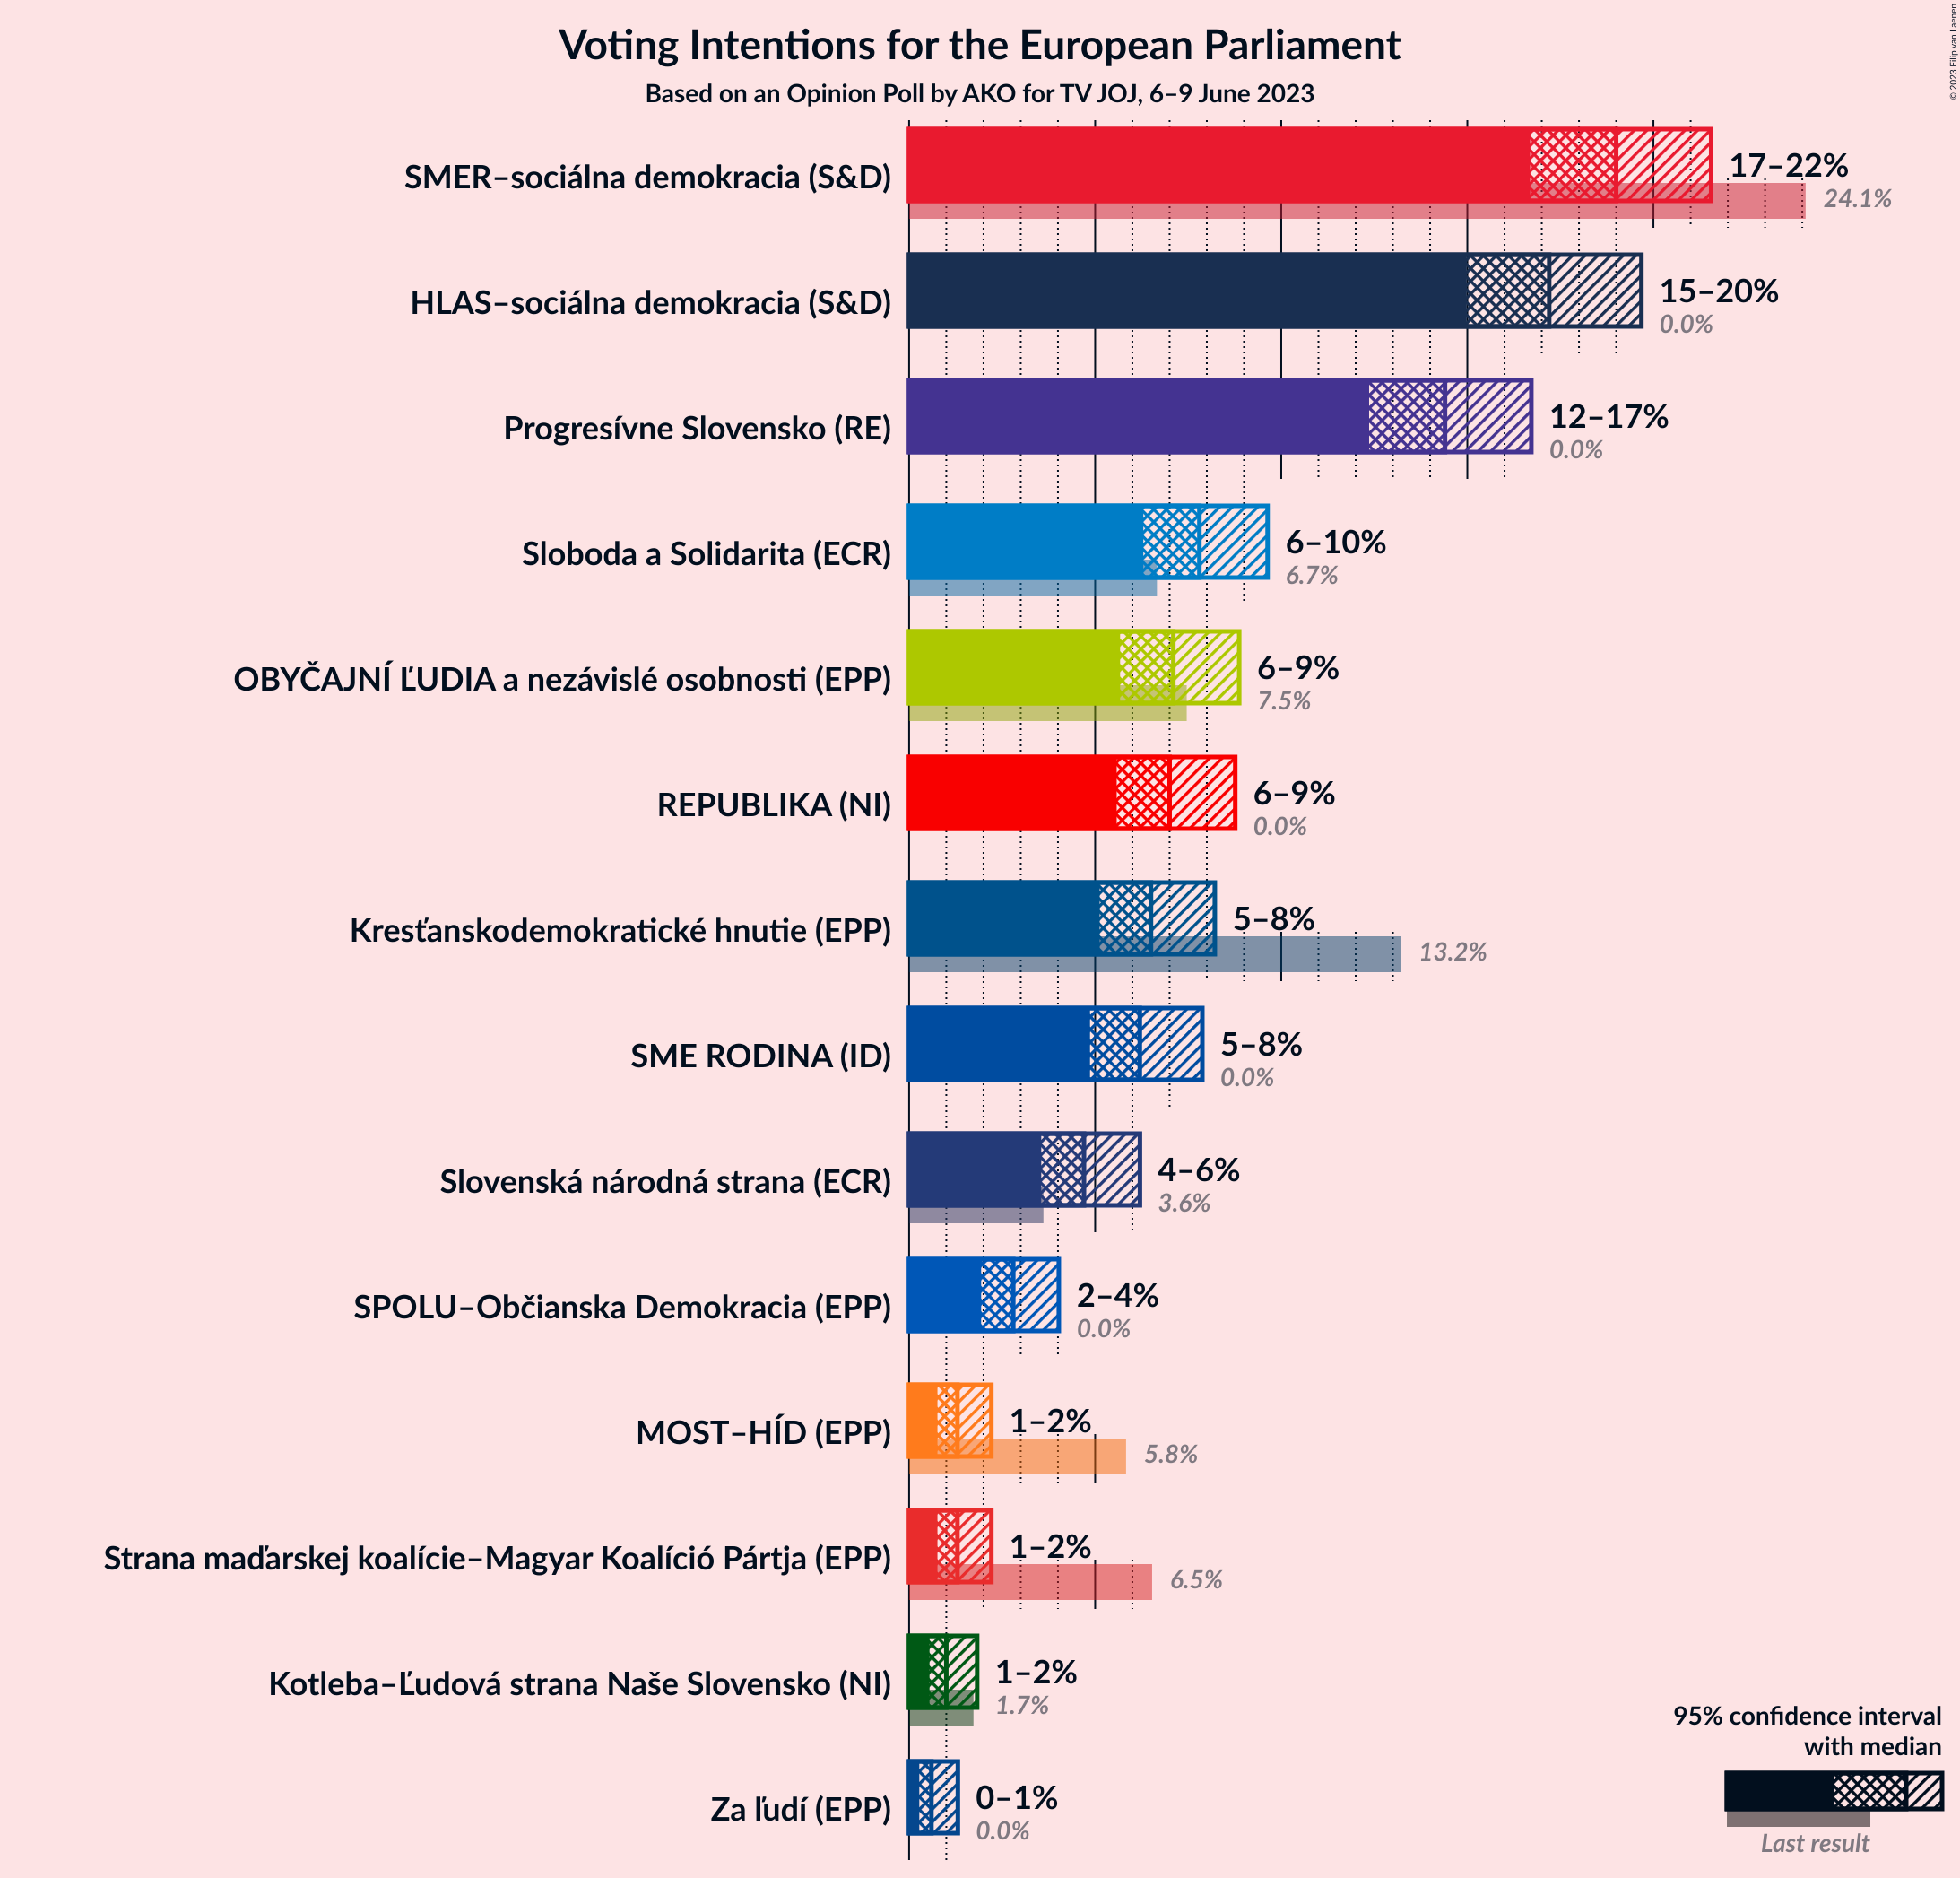 Voting Intentions for the European Parliament
Based on an Opinion Poll by AKO for TV JOJ, 6–9 June 2023
© 2023 Filip van Laenen
SMER–sociálna demokracia (S&D)
17–22%
24.1%
HLAS–sociálna demokracia (S&D)
15–20%
0.0%
Progresívne Slovensko (RE)
12–17%
0.0%
Sloboda a Solidarita (ECR)
6–10%
6.7%
OBYČAJNÍ ĽUDIA a nezávislé osobnosti (EPP)
6–9%
7.5%
REPUBLIKA (NI)
6–9%
0.0%
Kresťanskodemokratické hnutie (EPP)
5–8%
13.2%
SME RODINA (ID)
5–8%
0.0%
Slovenská národná strana (ECR)
4–6%
3.6%
SPOLU–Občianska Demokracia (EPP)
2–4%
0.0%
MOST–HÍD (EPP)
1–2%
5.8%
Strana maďarskej koalície–Magyar Koalíció Pártja (EPP)
1–2%
6.5%
Kotleba–Ľudová strana Naše Slovensko (NI)
1–2%
1.7%
Za ľudí (EPP)
0–1%
0.0%
95% confidence interval
with median
Last result